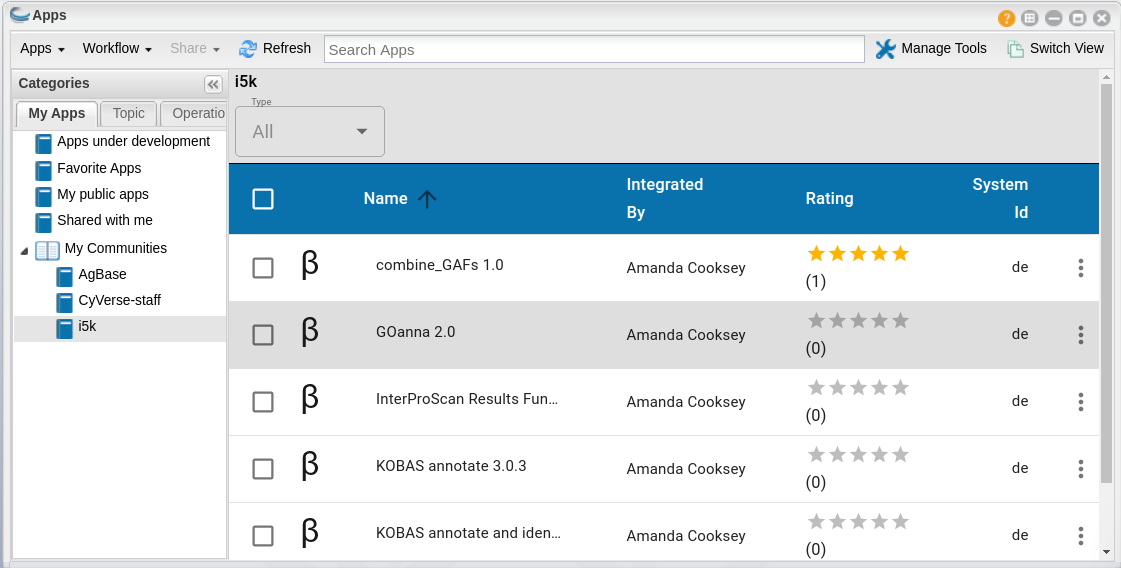 Apps
?
Apps Workflow Share Refresh Search Apps Manage Tools Switch View
Categories
My Apps Topic Operatio
Apps under development
Favorite Apps
My public apps
Shared with me
My Communities
AgBase
CyVerse-staff
i5k
i5k
Type
All
Name Integrated By Rating System Id
β combine_GAFs 1.0 Amanda Cooksey (1) de
β GOanna 2.0 Amanda Cooksey (0) de
β InterProScan Results Fun... Amanda Cooksey (0) de
β KOBAS annotate 3.0.3 Amanda Cooksey (0) de
β KOBAS annotate and iden... Amanda Cooksey (0) de